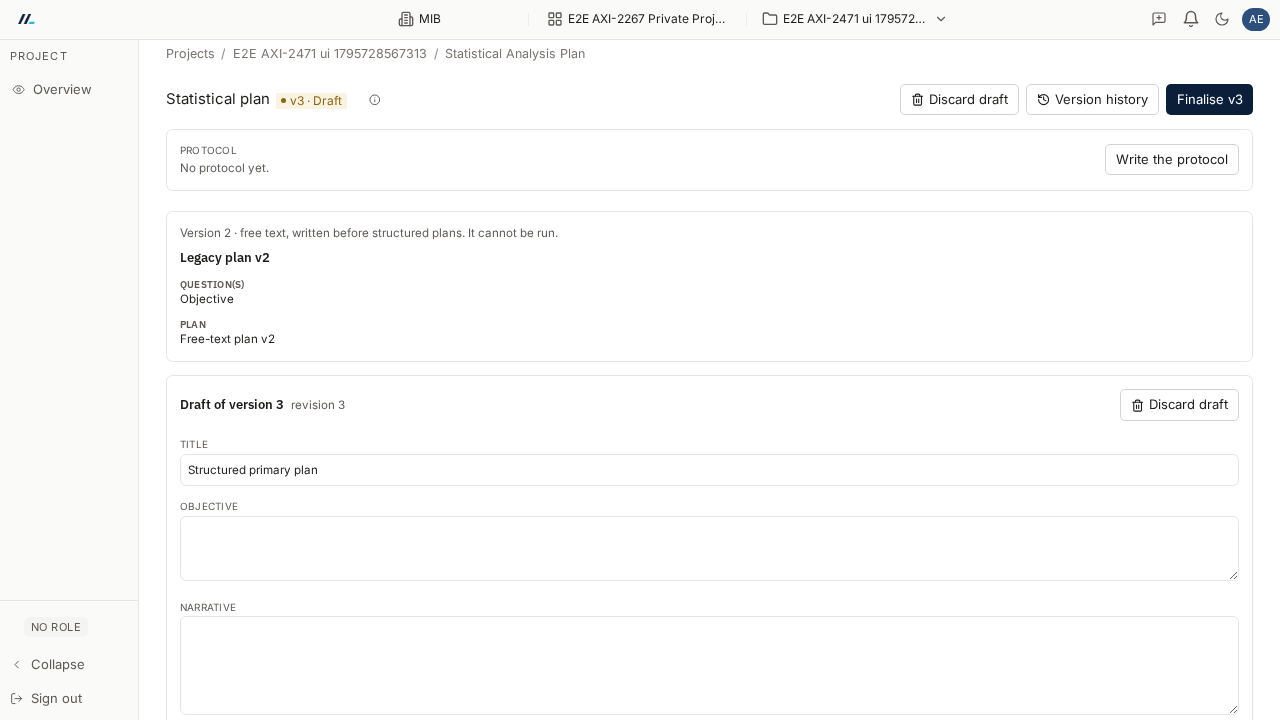 MIB
E2E AXI-2267 Private Proj...
E2E AXI-2471 ui 179572...
AE
PROJECT
Overview
Projects / E2E AXI-2471 ui 1795728567313 / Statistical Analysis Plan
Statistical plan
v3 · Draft
Discard draft
Version history
Finalise v3
PROTOCOL
No protocol yet.
Write the protocol
Version 2 · free text, written before structured plans. It cannot be run.
Legacy plan v2
QUESTION(S)
Objective
PLAN
Free-text plan v2
Draft of version 3 revision 3
Discard draft
TITLE
Structured primary plan
OBJECTIVE
NARRATIVE
NO ROLE
Collapse
Sign out